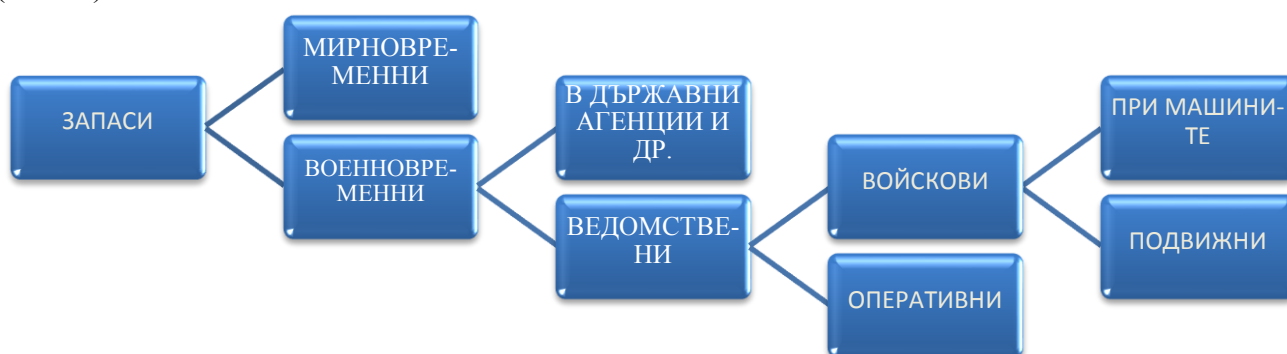 ЗАПАСИ
МИРНОВРЕ-
МЕННИ
ВОЕННОВРЕ-
МЕННИ
В ДЪРЖАВНИ
АГЕНЦИИ И
ДР.
ВЕДОМСТВЕ-
НИ
ВОЙСКОВИ
ОПЕРАТИВНИ
ПРИ МАШИНИ-
ТЕ
ПОДВИЖНИ